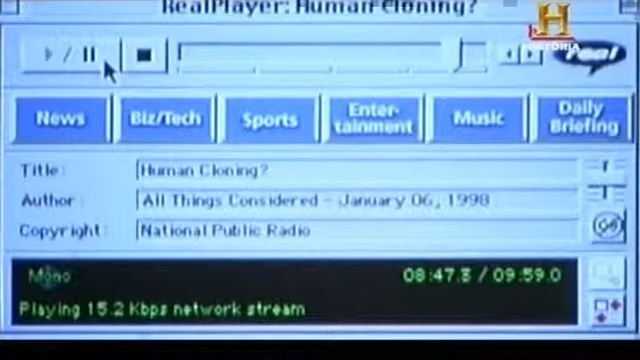 RealPlayer: Human Cloning?
H
HISTORIA
real
News
Biz/Tech
Sports
Enter-
tainment
Music
Daily
Briefing
Title:
Human Cloning?
Author
All Things Considered - January 06, 1998
Copyright:
National Public Radio
Mono
08:47.3 / 09:59.0
Playing 15.2 Kbps network stream